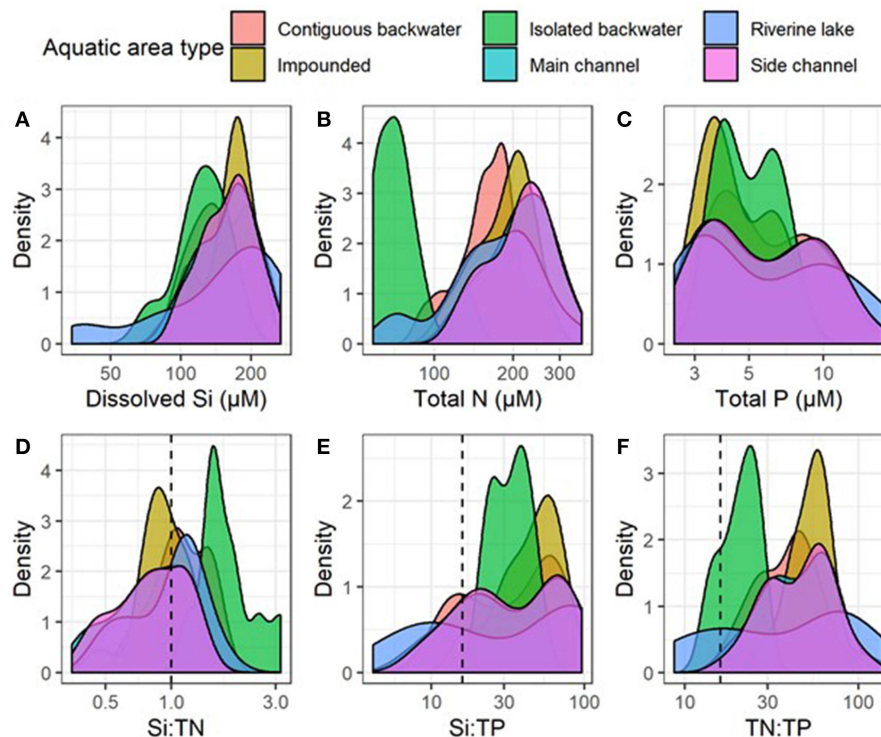 Aquatic area type
Contiguous backwater Isolated backwater Riverine lake
Impounded Main channel Side channel
A B C
Density Density Density
4 4
3 3 2
2 2
1 1 1
0 0 0
50 100 200 100 200 300 3 5 10
Dissolved Si (µM) Total N (µM) Total P (µM)
D E F
Density Density Density
4 3
3 2 2
2 1
1 1
0 0 0
0.5 1.0 3.0 10 30 100 10 30 100
Si:TN Si:TP TN:TP